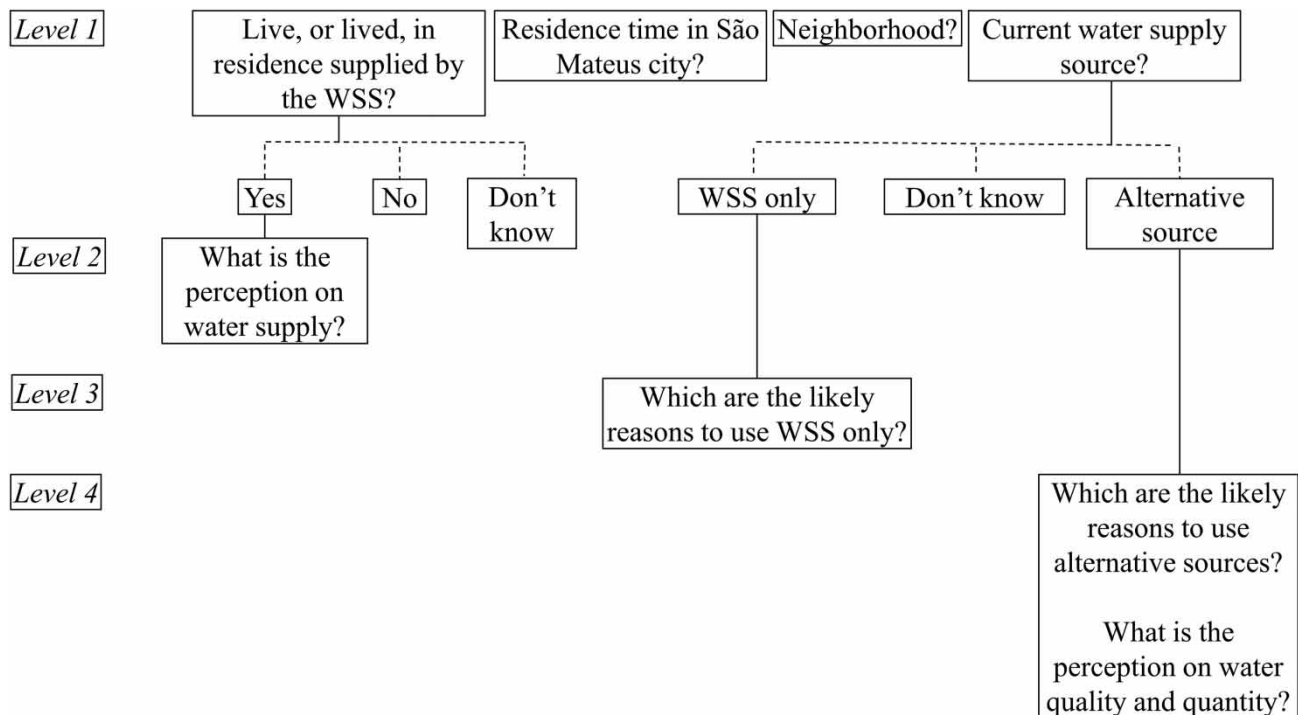 Level 1
Live, or lived, in
residence supplied by
the WSS?
Residence time in São
Mateus city?
Neighborhood?
Current water supply
source?
Yes
No
Don’t
know
WSS only
Don’t know
Alternative
source
Level 2
What is the
perception on
water supply?
Level 3
Which are the likely
reasons to use WSS only?
Level 4
Which are the likely
reasons to use
alternative sources?
What is the
perception on water
quality and quantity?